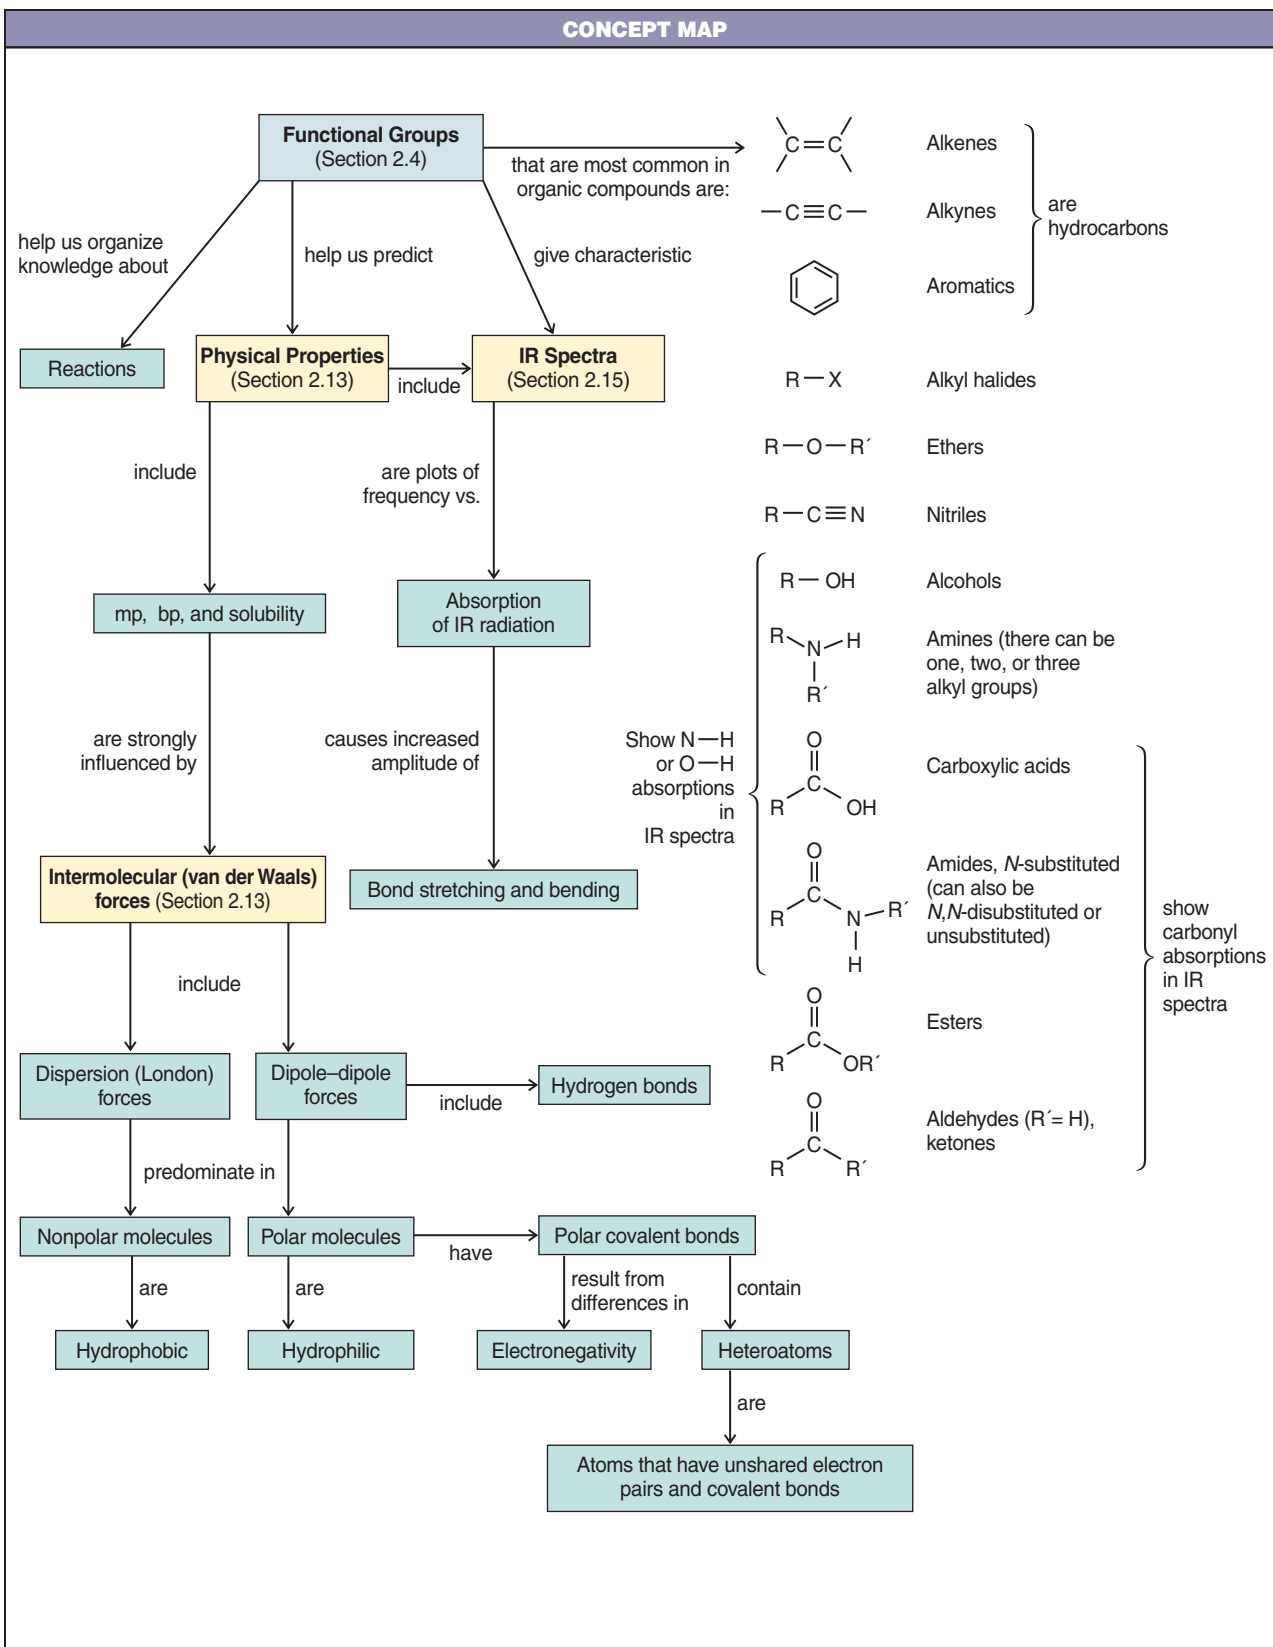 CONCEPT MAP
Functional Groups
(Section 2.4)
that are most common in
organic compounds are:
help us organize
knowledge about
help us predict
give characteristic
Reactions
Physical Properties
(Section 2.13)
include
IR Spectra
(Section 2.15)
include
are plots of
frequency vs.
mp, bp, and solubility
Absorption
of IR radiation
are strongly
influenced by
causes increased
amplitude of
Intermolecular (van der Waals)
forces (Section 2.13)
Bond stretching and bending
include
Dispersion (London)
forces
Dipole–dipole
forces
include
Hydrogen bonds
predominate in
Nonpolar molecules
Polar molecules
have
Polar covalent bonds
are
are
result from
differences in
contain
Hydrophobic
Hydrophilic
Electronegativity
Heteroatoms
are
Atoms that have unshared electron
pairs and covalent bonds
C=C
Alkenes
—C≡C—
Alkynes
Aromatics
are
hydrocarbons
R—X
Alkyl halides
R—O—R´
Ethers
R—C≡N
Nitriles
R—OH
Alcohols
R
N—H
R´
Amines (there can be
one, two, or three
alkyl groups)
Show N—H
or O—H
absorptions
in
IR spectra
O
C
R
OH
Carboxylic acids
O
C
R
N—R´
H
Amides, N-substituted
(can also be
N,N-disubstituted or
unsubstituted)
show
carbonyl
absorptions
in IR
spectra
O
C
R
OR´
Esters
O
C
R
R´
Aldehydes (R´= H),
ketones